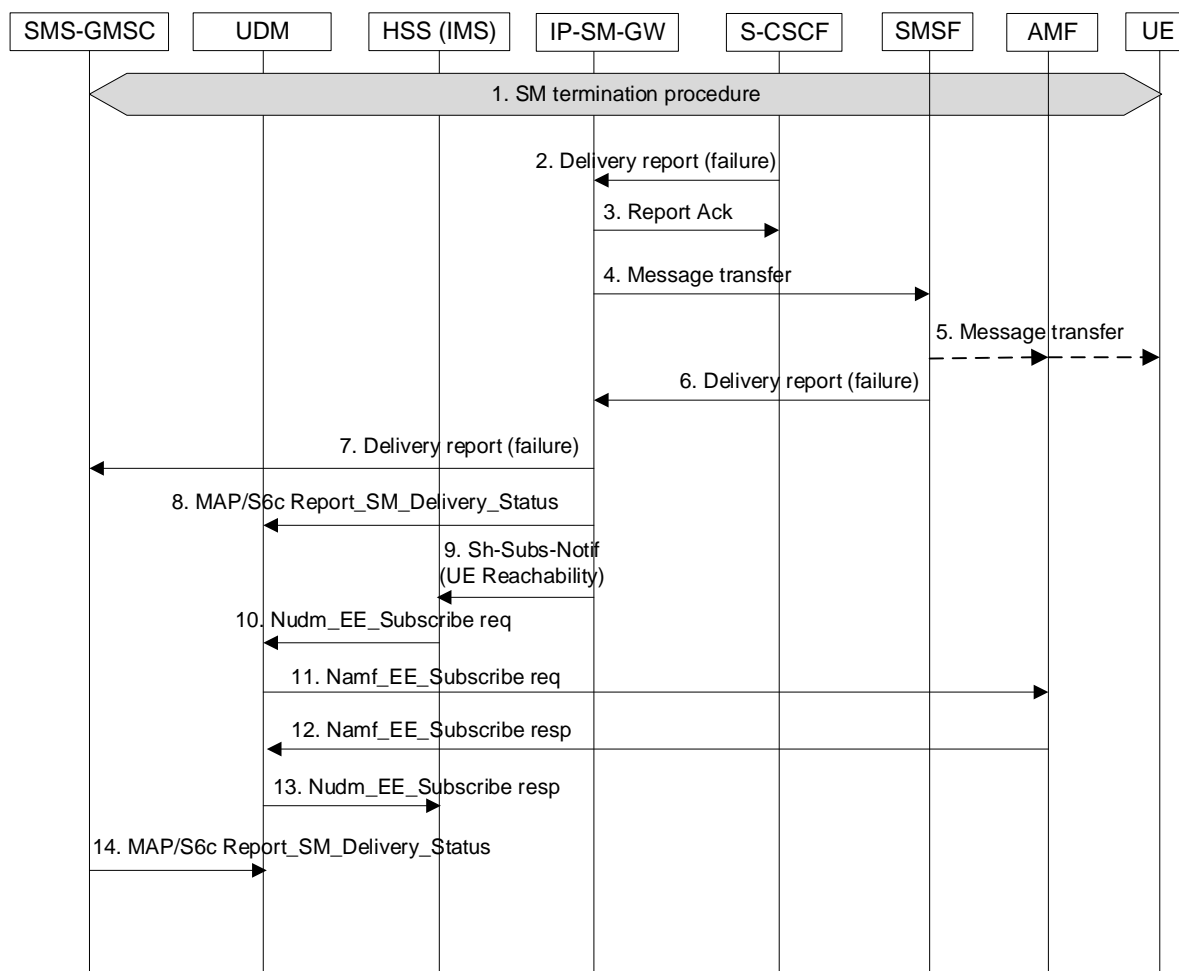 SMS-GMSC
UDM
HSS (IMS)
IP-SM-GW
S-CSCF
SMSF
AMF
UE
1. SM termination procedure
2. Delivery report (failure)
3. Report Ack
4. Message transfer
5. Message transfer
6. Delivery report (failure)
7. Delivery report (failure)
8. MAP/S6c Report_SM_Delivery_Status
9. Sh-Subs-Notif
(UE Reachability)
10. Nudm_EE_Subscribe req
11. Namf_EE_Subscribe req
12. Namf_EE_Subscribe resp
13. Nudm_EE_Subscribe resp
14. MAP/S6c Report_SM_Delivery_Status